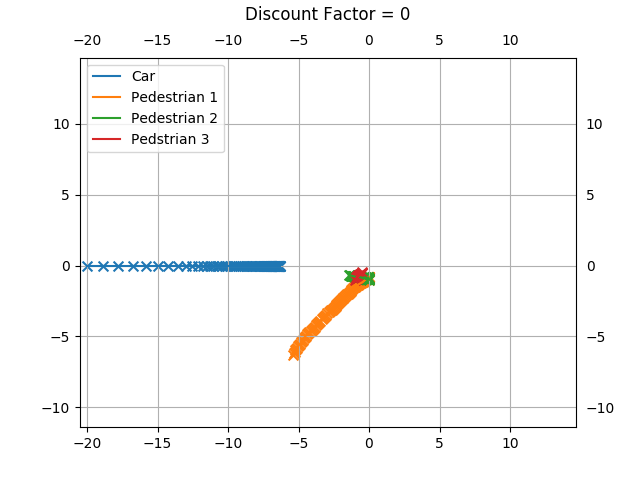 Discount Factor = 0
−20 −15 −10 −5 0 5 10
Car
Pedestrian 1
Pedestrian 2
Pedstrian 3
10 10
5 5
0 0
−5 −5
−10 −10
−20 −15 −10 −5 0 5 10